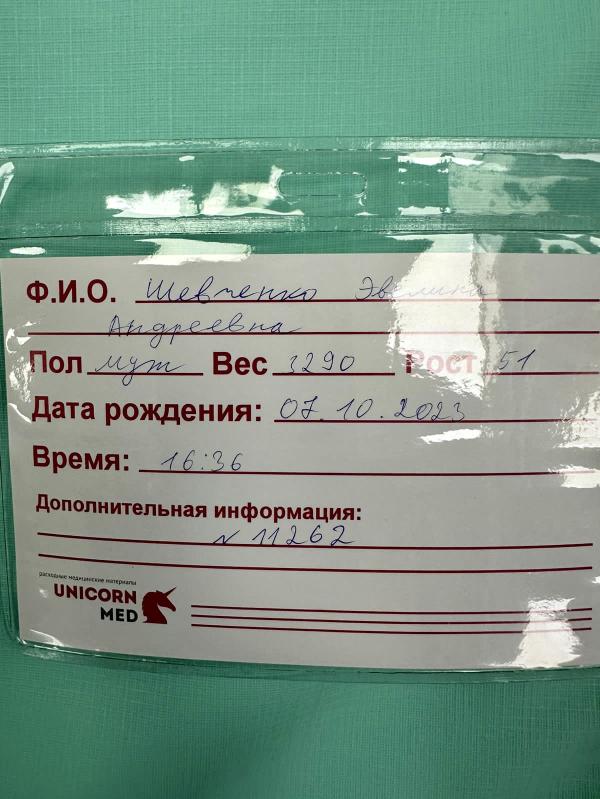 Ф.И.О. Шевченко Эвелина
Андреевна
Пол муж Вес 3290 Рост 51
Дата рождения: 07.10.2023
Время: 16:36
Дополнительная информация:
N 11262
расходные медицинские материалы
UNICORN
MED